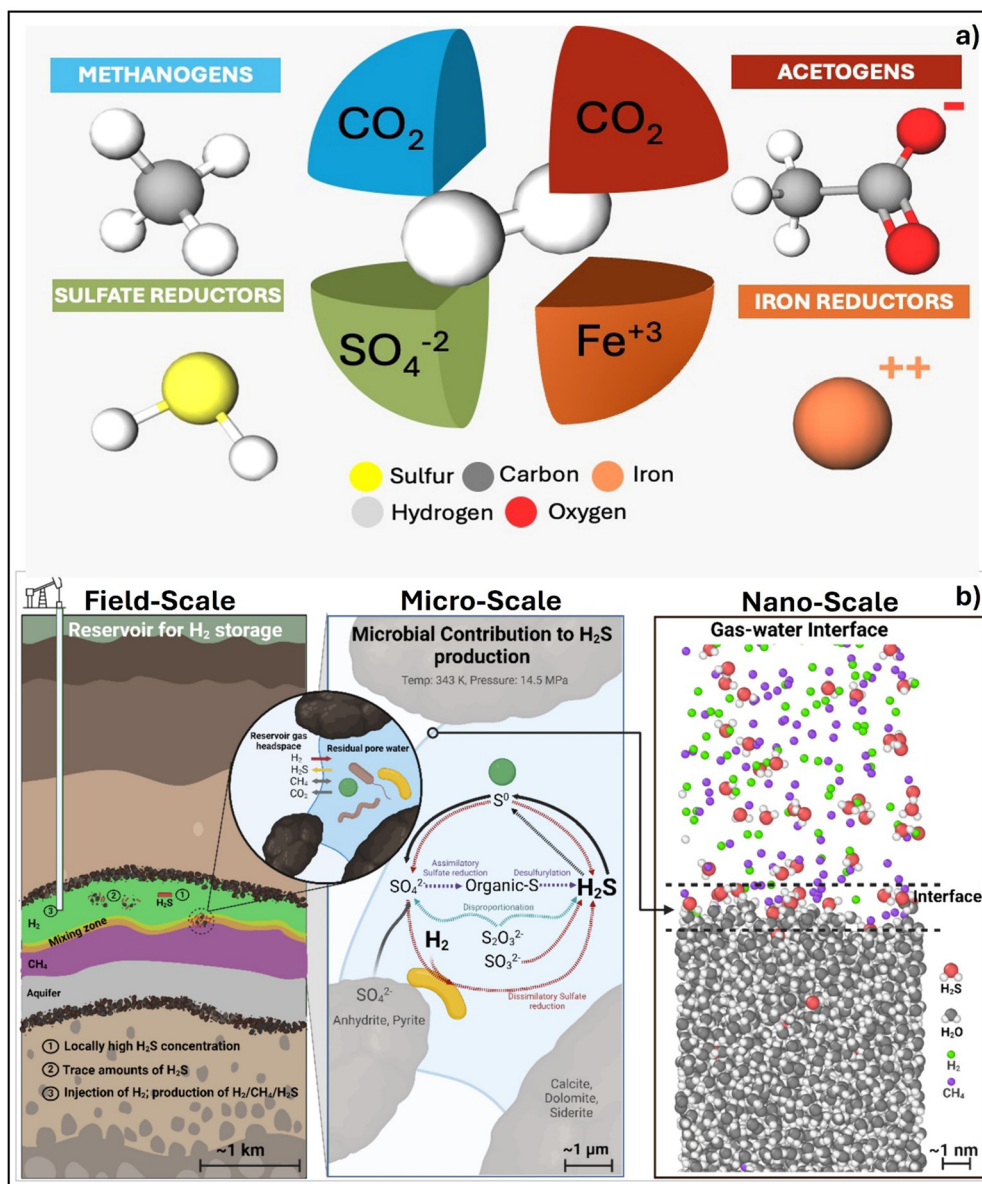 a)
METHANOGENS
ACETOGENS
CO₂
CO₂
SULFATE REDUCTORS
IRON REDUCTORS
SO₄⁻²
Fe⁺³
++
Sulfur Carbon Iron
Hydrogen Oxygen
b)
Field-Scale
Reservoir for H₂ storage
Reservoir gas
headspace
H₂
H₂S
CH₄
CO₂
Residual pore water
③
②
H₂S ①
H₂
Mixing zone
CH₄
Aquifer
① Locally high H₂S concentration
② Trace amounts of H₂S
③ Injection of H₂; production of H₂/CH₄/H₂S
~1 km
Micro-Scale
Microbial Contribution to H₂S
production
Temp: 343 K, Pressure: 14.5 MPa
S⁰
Assimilatory
Sulfate reduction
Desulfurylation
SO₄²⁻
Organic-S
H₂S
Disproportionation
S₂O₃²⁻
H₂
SO₃²⁻
SO₄²⁻
Dissimilatory Sulfate
reduction
Anhydrite, Pyrite
Calcite,
Dolomite,
Siderite
~1 μm
Nano-Scale
Gas-water Interface
Interface
H₂S
H₂O
H₂
CH₄
~1 nm